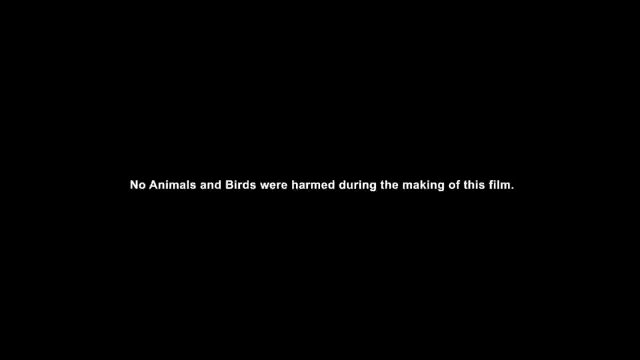 No Animals and Birds were harmed during the making of this film.